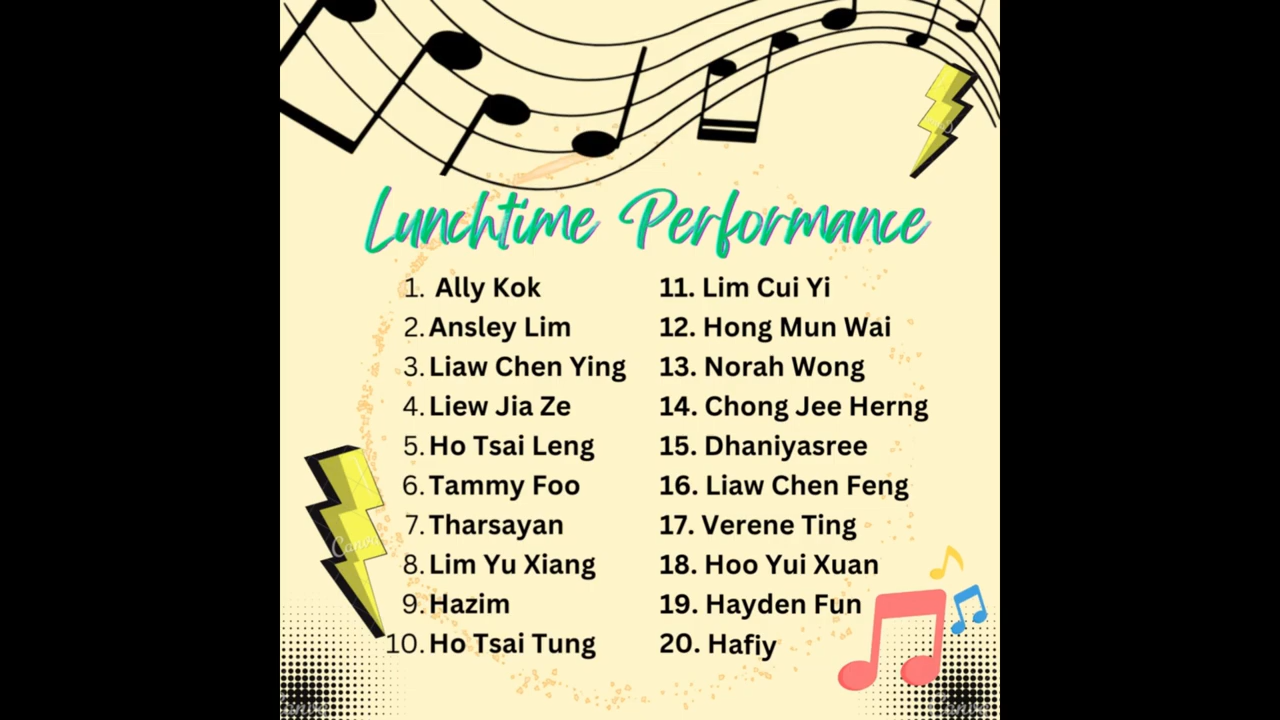 Lunchtime Performance
1. Ally Kok
2. Ansley Lim
3. Liaw Chen Ying
4. Liew Jia Ze
5. Ho Tsai Leng
6. Tammy Foo
7. Tharsayan
8. Lim Yu Xiang
9. Hazim
10. Ho Tsai Tung
11. Lim Cui Yi
12. Hong Mun Wai
13. Norah Wong
14. Chong Jee Herng
15. Dhaniyasree
16. Liaw Chen Feng
17. Verene Ting
18. Hoo Yui Xuan
19. Hayden Fun
20. Hafiy
Canva